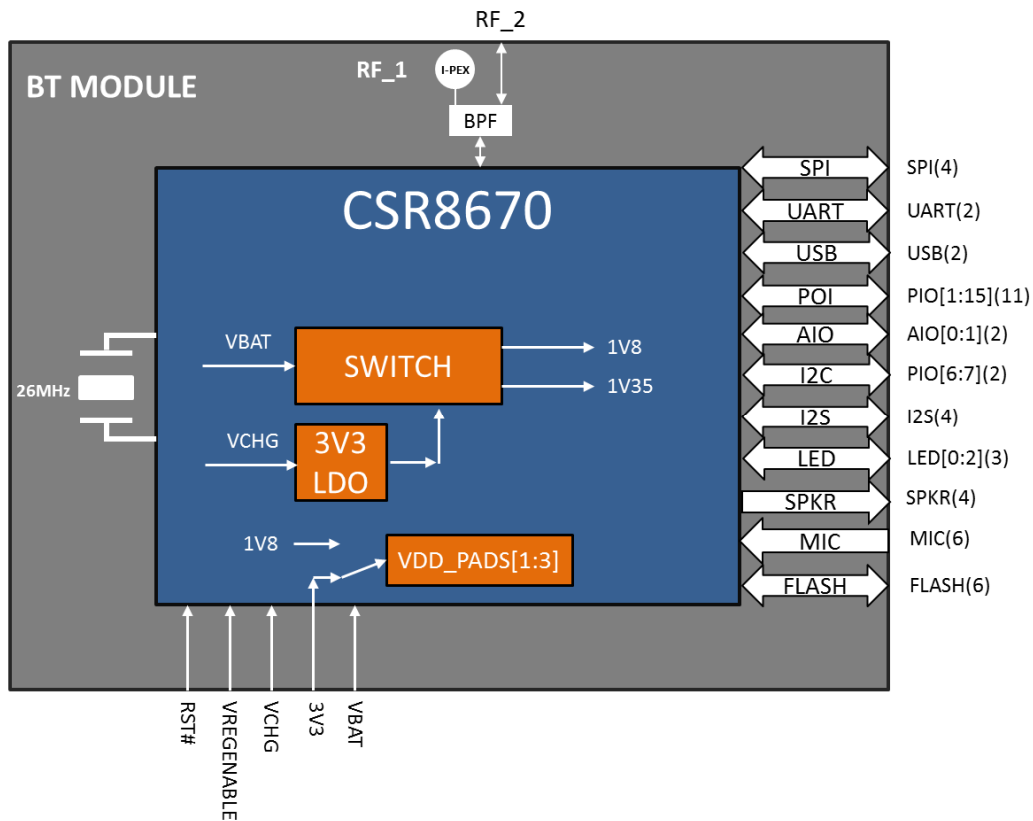 RF_2
RF_1
I-PEX
BT MODULE
BPF
CSR8670
SPI
SPI(4)
UART
UART(2)
USB
USB(2)
POI
PIO[1:15](11)
AIO
AIO[0:1](2)
I2C
PIO[6:7](2)
I2S
I2S(4)
LED
LED[0:2](3)
SPKR
SPKR(4)
MIC
MIC(6)
FLASH
FLASH(6)
26MHz
VBAT
SWITCH
1V8
1V35
VCHG
3V3
LDO
1V8
VDD_PADS[1:3]
RST#
VREGENABLE
VCHG
3V3
VBAT